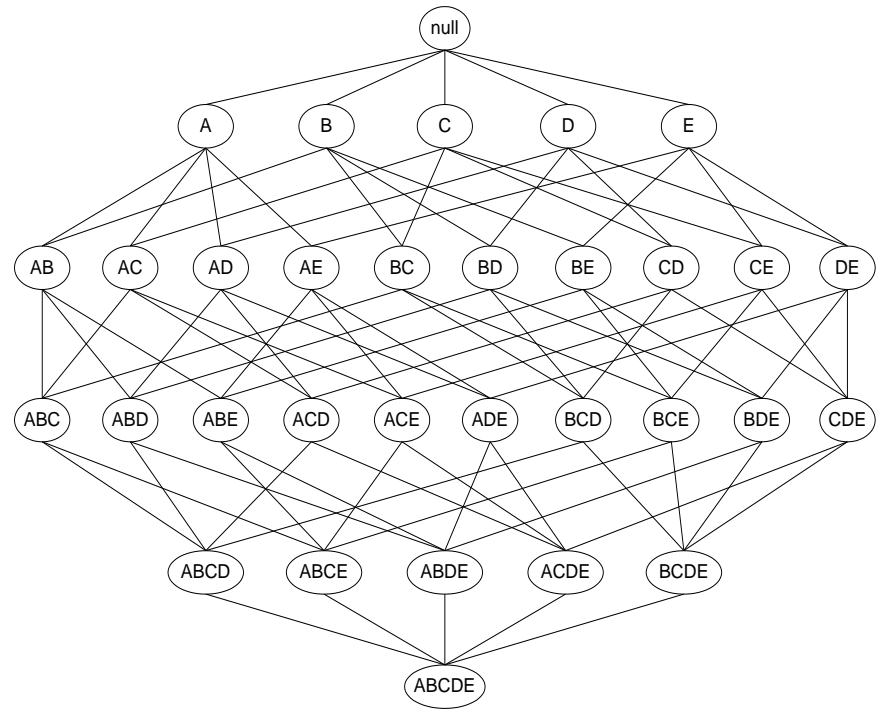 null
A B C D E
AB AC AD AE BC BD BE CD CE DE
ABC ABD ABE ACD ACE ADE BCD BCE BDE CDE
ABCD ABCE ABDE ACDE BCDE
ABCDE